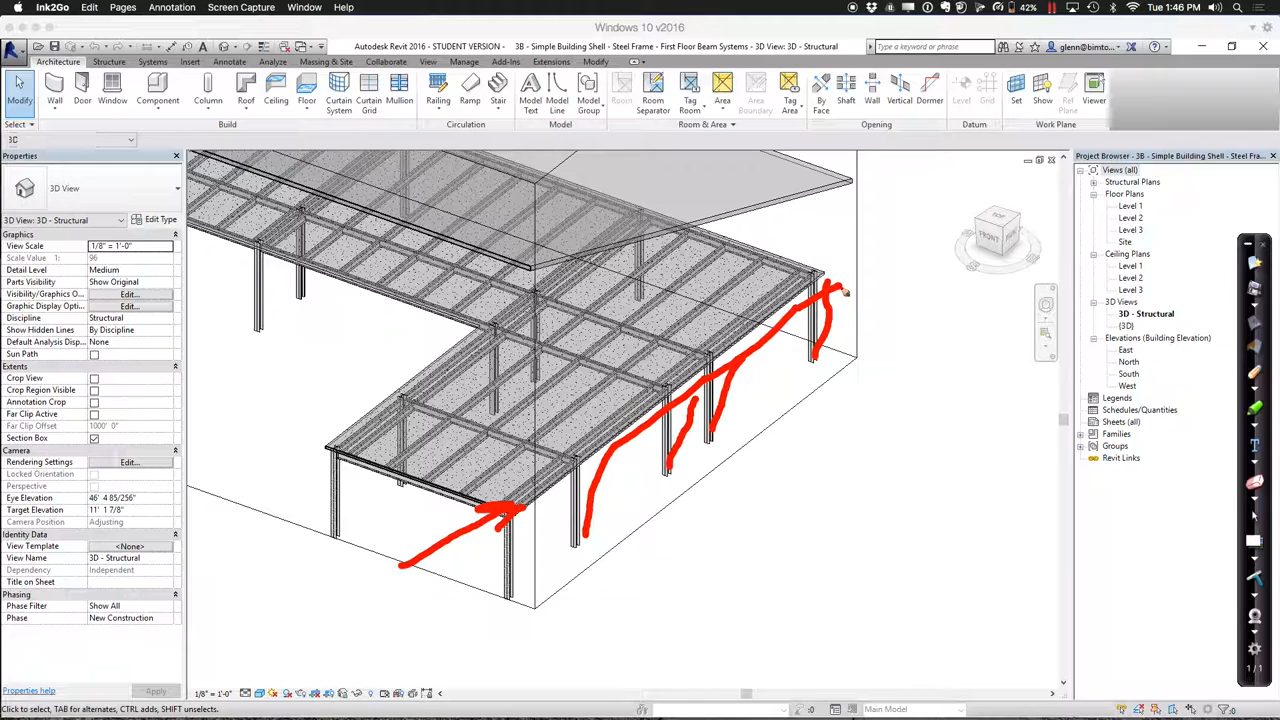 Ink2Go Edit Pages Annotation Screen Capture Window Help 42% Tue 1:46 PM
Windows 10 v2016
Autodesk Revit 2016 - STUDENT VERSION - 3B - Simple Building Shell - Steel Frame - First Floor Beam Systems - 3D View: 3D - Structural Type a keyword or phrase glenn@bimto...
Architecture Structure Systems Insert Annotate Analyze Massing & Site Collaborate View Manage Add-Ins Extensions Modify
Modify Wall Door Window Component Column Roof Ceiling Floor Curtain System Curtain Grid Mullion Railing Ramp Stair Model Text Model Line Model Group Room Room Separator Tag Room Area Area Boundary Tag Area By Face Shaft Wall Vertical Dormer Level Grid Set Show Ref Plane Viewer
Select Build Circulation Model Room & Area Opening Datum Work Plane
3D
Properties
3D View
3D View: 3D - Structural Edit Type
Graphics
View Scale 1/8" = 1'-0"
Scale Value 1: 96
Detail Level Medium
Parts Visibility Show Original
Visibility/Graphics O... Edit...
Graphic Display Opti... Edit...
Discipline Structural
Show Hidden Lines By Discipline
Default Analysis Disp... None
Sun Path
Extents
Crop View
Crop Region Visible
Annotation Crop
Far Clip Active
Far Clip Offset 1000' 0"
Section Box
Camera
Rendering Settings Edit...
Locked Orientation
Perspective
Eye Elevation 46' 4 85/256"
Target Elevation 11' 1 7/8"
Camera Position Adjusting
Identity Data
View Template <None>
View Name 3D - Structural
Dependency Independent
Title on Sheet
Phasing
Phase Filter Show All
Phase New Construction
Properties help Apply
TOP
FRONT
Project Browser - 3B - Simple Building Shell - Steel Fra...
Views (all)
Structural Plans
Floor Plans
Level 1
Level 2
Level 3
Site
Ceiling Plans
Level 1
Level 2
Level 3
3D Views
3D - Structural
{3D}
Elevations (Building Elevation)
East
North
South
West
Legends
Schedules/Quantities
Sheets (all)
Families
Groups
Revit Links
1 / 1
1/8" = 1'-0"
Click to select, TAB for alternates, CTRL adds, SHIFT unselects. :0 Main Model :0